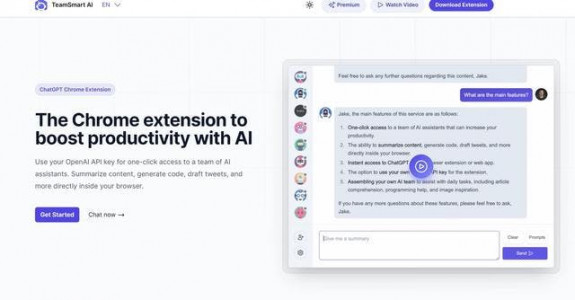 TeamSmart AI
EN
Premium
Watch Video
Download Extension
ChatGPT Chrome Extension
The Chrome extension to
boost productivity with AI
Use your OpenAI API key for one-click access to a team of AI
assistants. Summarize content, generate code, draft tweets, and
more directly inside your browser.
Get Started
Chat now →
Feel free to ask any further questions regarding this content, Jake.
What are the main features?
Jake, the main features of this service are as follows:
1. One-click access to a team of AI assistants that can increase your
productivity.
2. The ability to summarize content, generate code, draft tweets, and more
directly inside your browser.
3. Instant access to ChatGPT wser extension or web app.
4. The option to use your own PI key for the extension.
5. Assembling your own AI team to assist with daily tasks, including article
comprehension, programming help, and image inspiration.
If you have any more questions about these features, please feel free to ask,
Jake.
Give me a summary
Clear
Prompts
Send